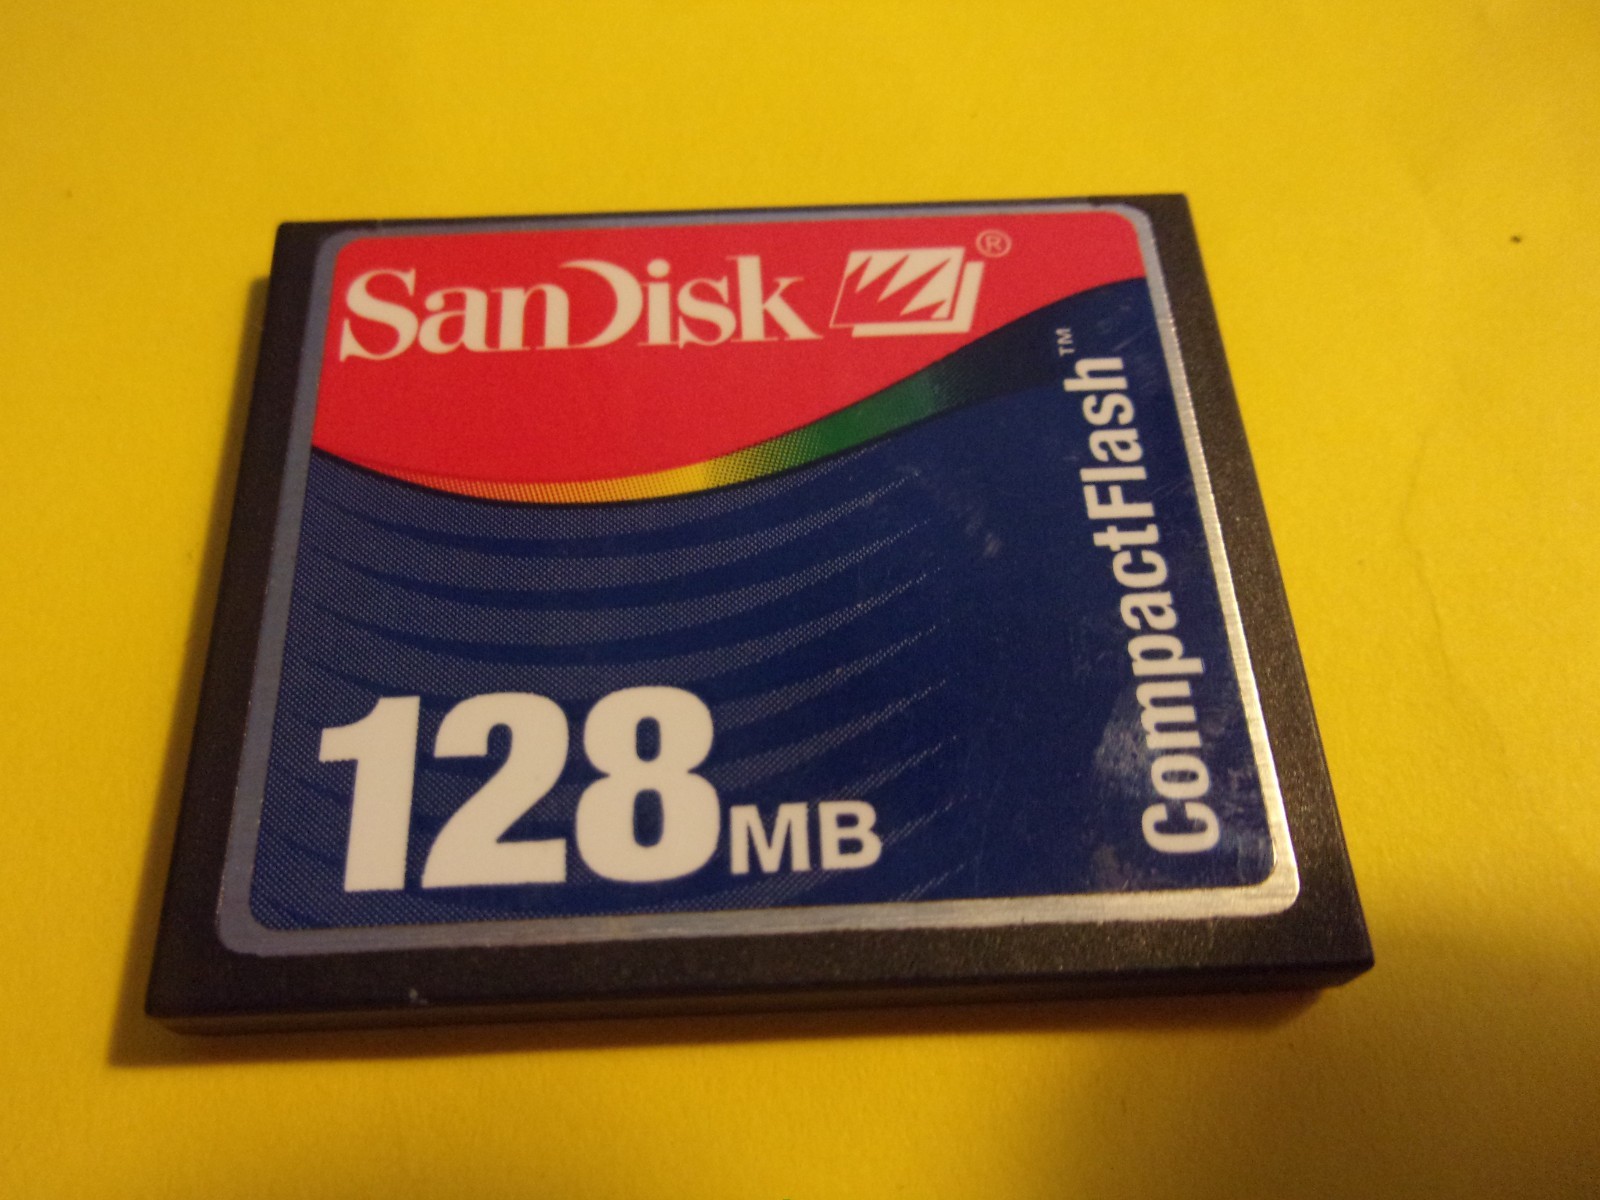 SanDisk ®
CompactFlash™
128MB